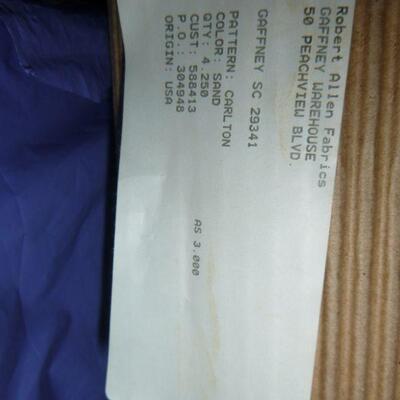 Robert Allen Fabrics
GAFFNEY WAREHOUSE
50 PEACHVIEW BLVD.
GAFFNEY SC 29341
PATTERN: CARLTON
COLOR: SAND
QTY: 4.250
AS 3.000
CUST: 588413
P.O.: 304948
ORIGIN: USA